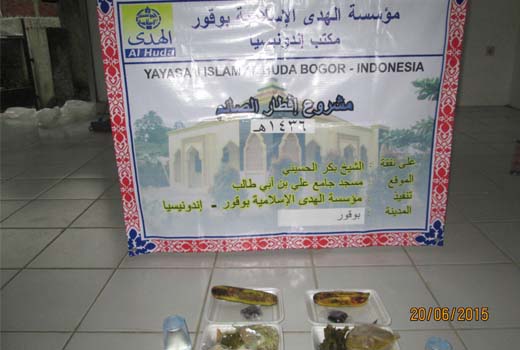 مؤسسة الهدى الإسلامية بوقور
مكتب إندونيسيا
الهدى
Al Huda
YAYASAN ISLAM AL HUDA BOGOR - INDONESIA
مشروع إفطار الصائم
١٤٣٦هـ
على نفقة : الشيخ بكر الحسيني
الموقع : مسجد جامع علي بن أبي طالب
تنفيذ : مؤسسة الهدى الإسلامية بوقور - إندونيسيا
المدينة : بوقور
20/06/2015